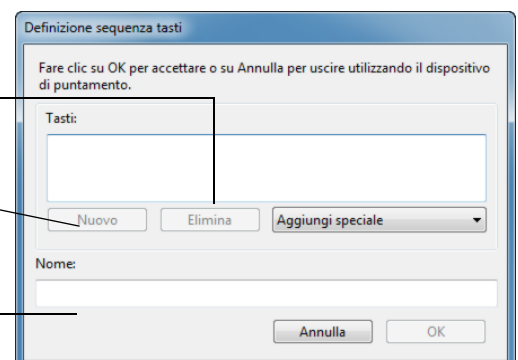 Definizione sequenza tasti
Fare clic su OK per accettare o su Annulla per uscire utilizzando il dispositivo
di puntamento.
Tasti:
Nuovo Elimina Aggiungi speciale
Nome:
Annulla OK